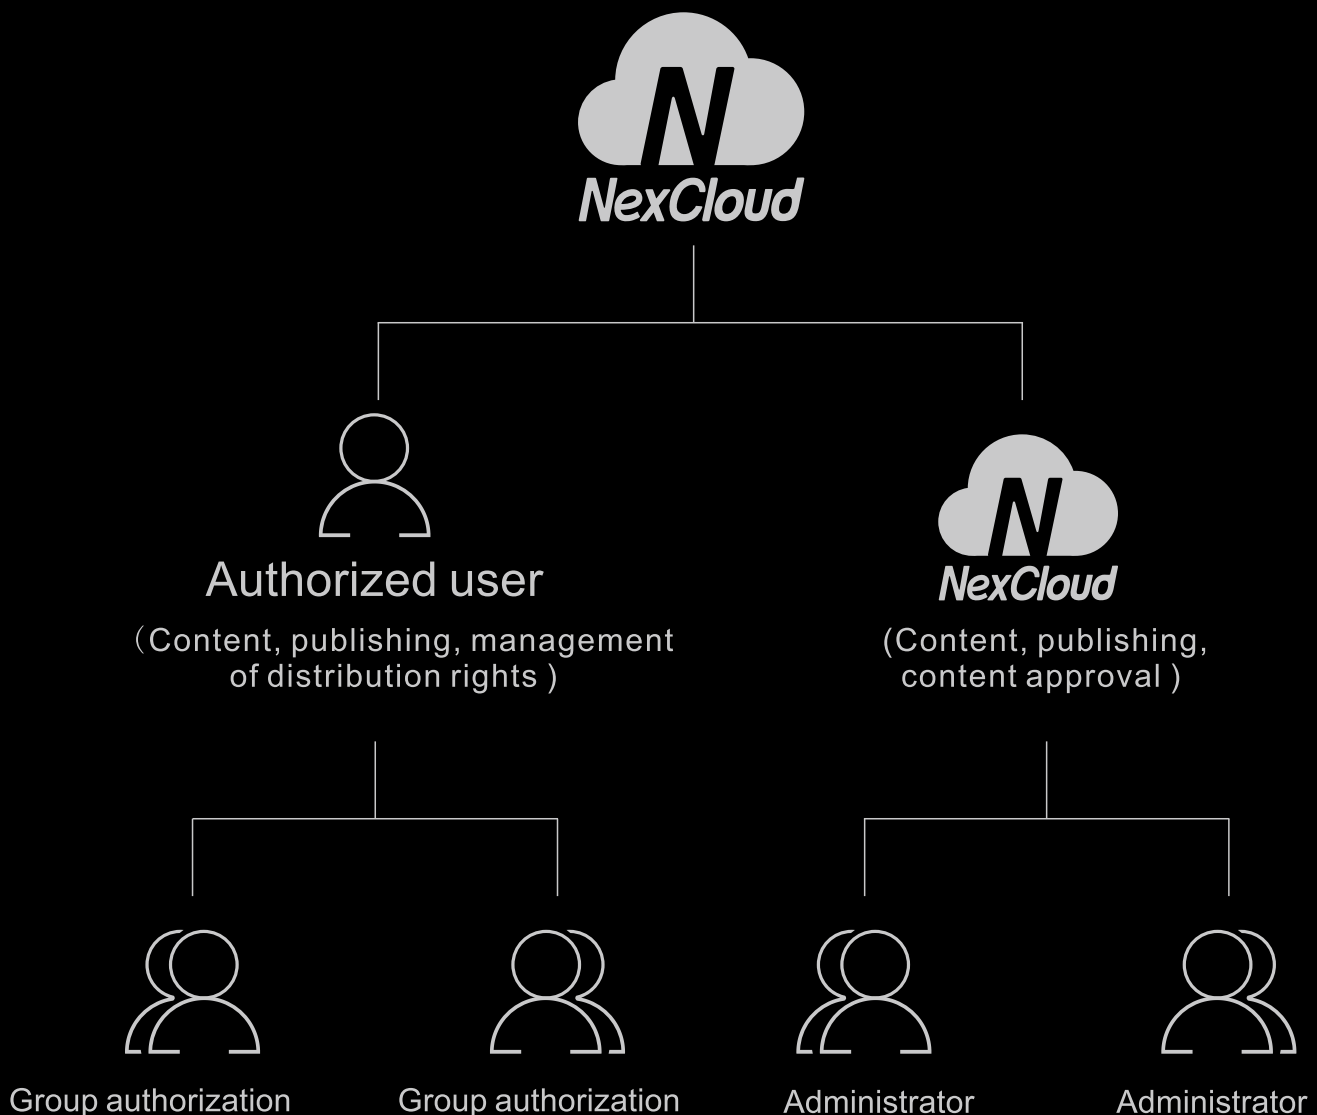 N
NexCloud
Authorized user
（Content, publishing, management
of distribution rights )
N
NexCloud
(Content, publishing,
content approval )
Group authorization
Group authorization
Administrator
Administrator